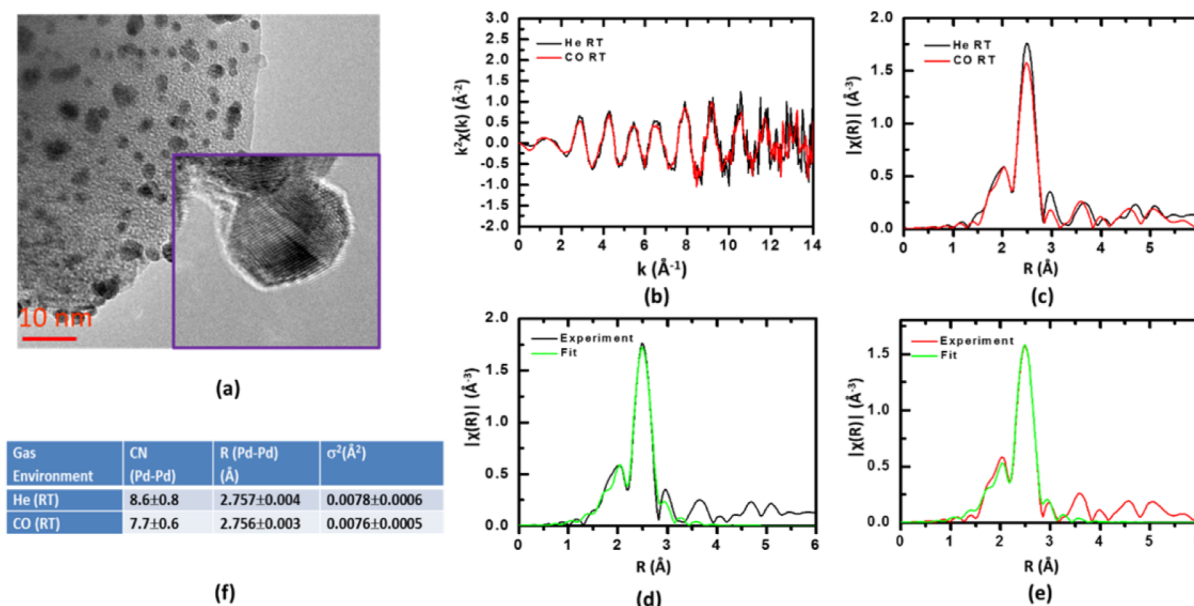 10 nm
(a)
3.0
2.5
2.0
1.5
1.0
0.5
0.0
-0.5
-1.0
-1.5
-2.0
k²χ(k) (Å⁻²)
He RT
CO RT
0 2 4 6 8 10 12 14
k (Å⁻¹)
(b)
2.0
1.5
1.0
0.5
0.0
|χ(R)| (Å⁻³)
He RT
CO RT
0 1 2 3 4 5
R (Å)
(c)
2.0
1.5
1.0
0.5
0.0
|χ(R)| (Å⁻³)
Experiment
Fit
0 1 2 3 4 5 6
R (Å)
(d)
1.5
1.0
0.5
0.0
|χ(R)| (Å⁻³)
Experiment
Fit
0 1 2 3 4 5
R (Å)
(e)
Gas Environment CN (Pd-Pd) R (Pd-Pd) (Å) σ²(Å²)
He (RT) 8.6±0.8 2.757±0.004 0.0078±0.0006
CO (RT) 7.7±0.6 2.756±0.003 0.0076±0.0005
(f)